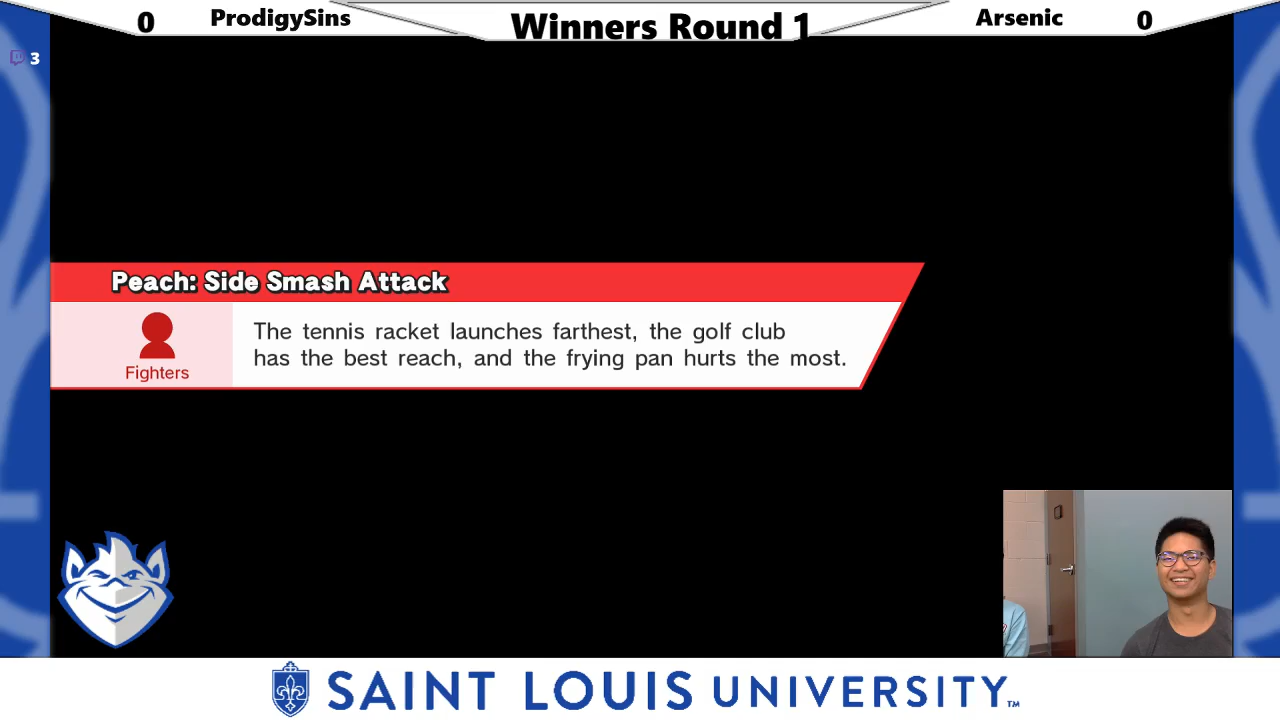 0
ProdigySins
Winners Round 1
Arsenic
0
3
Peach: Side Smash Attack
Fighters
The tennis racket launches farthest, the golf club
has the best reach, and the frying pan hurts the most.
SAINT LOUIS UNIVERSITY™